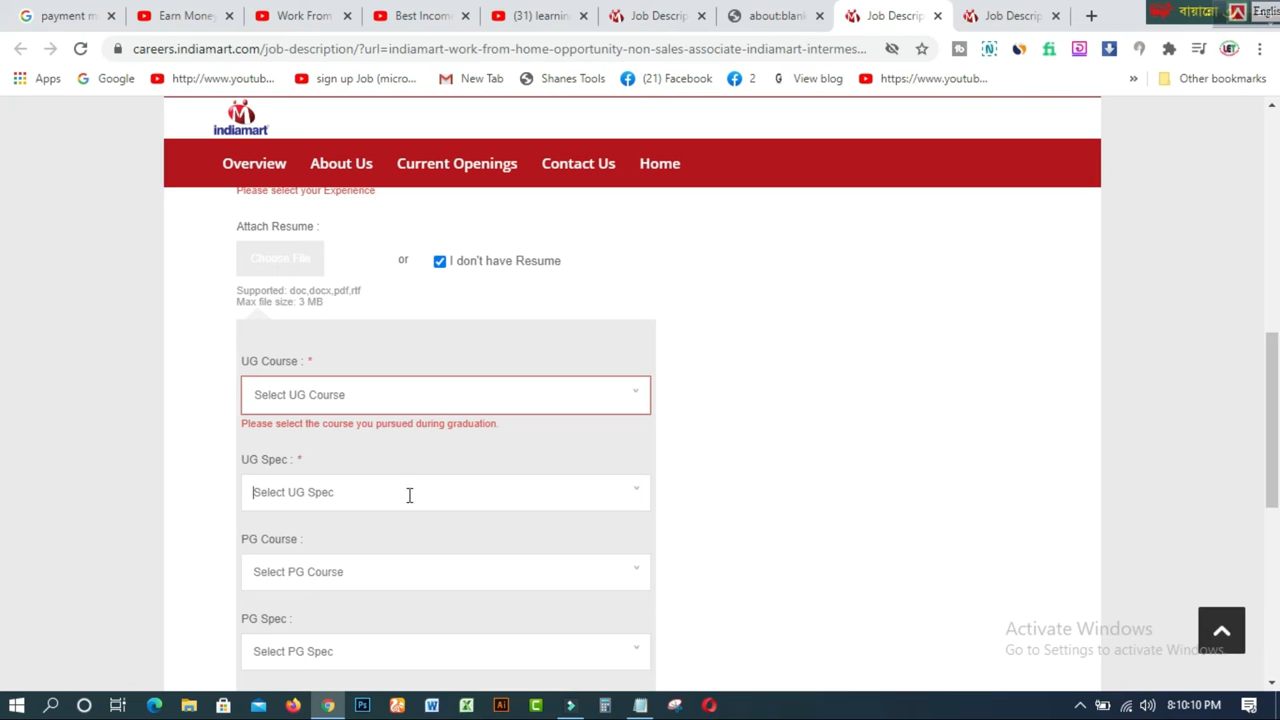 payment m
Earn Money
Work From
Best Incom
Job Descrip
about:blan
Job Descrip
Job Descrip
বায়ান্নো
Englis
careers.indiamart.com/job-description/?url=indiamart-work-from-home-opportunity-non-sales-associate-indiamart-intermes...
Apps
Google
http://www.youtub...
sign up Job (micro...
New Tab
Shanes Tools
(21) Facebook
2
View blog
https://www.youtub...
»
Other bookmarks
indiamart
Overview
About Us
Current Openings
Contact Us
Home
Please select your Experience
Attach Resume :
Choose File
or
I don't have Resume
Supported: doc,docx,pdf,rtf
Max file size: 3 MB
UG Course : *
Select UG Course
Please select the course you pursued during graduation.
UG Spec : *
Select UG Spec
PG Course :
Select PG Course
PG Spec :
Select PG Spec
Activate Windows
Go to Settings to activate Windows.
8:10:10 PM